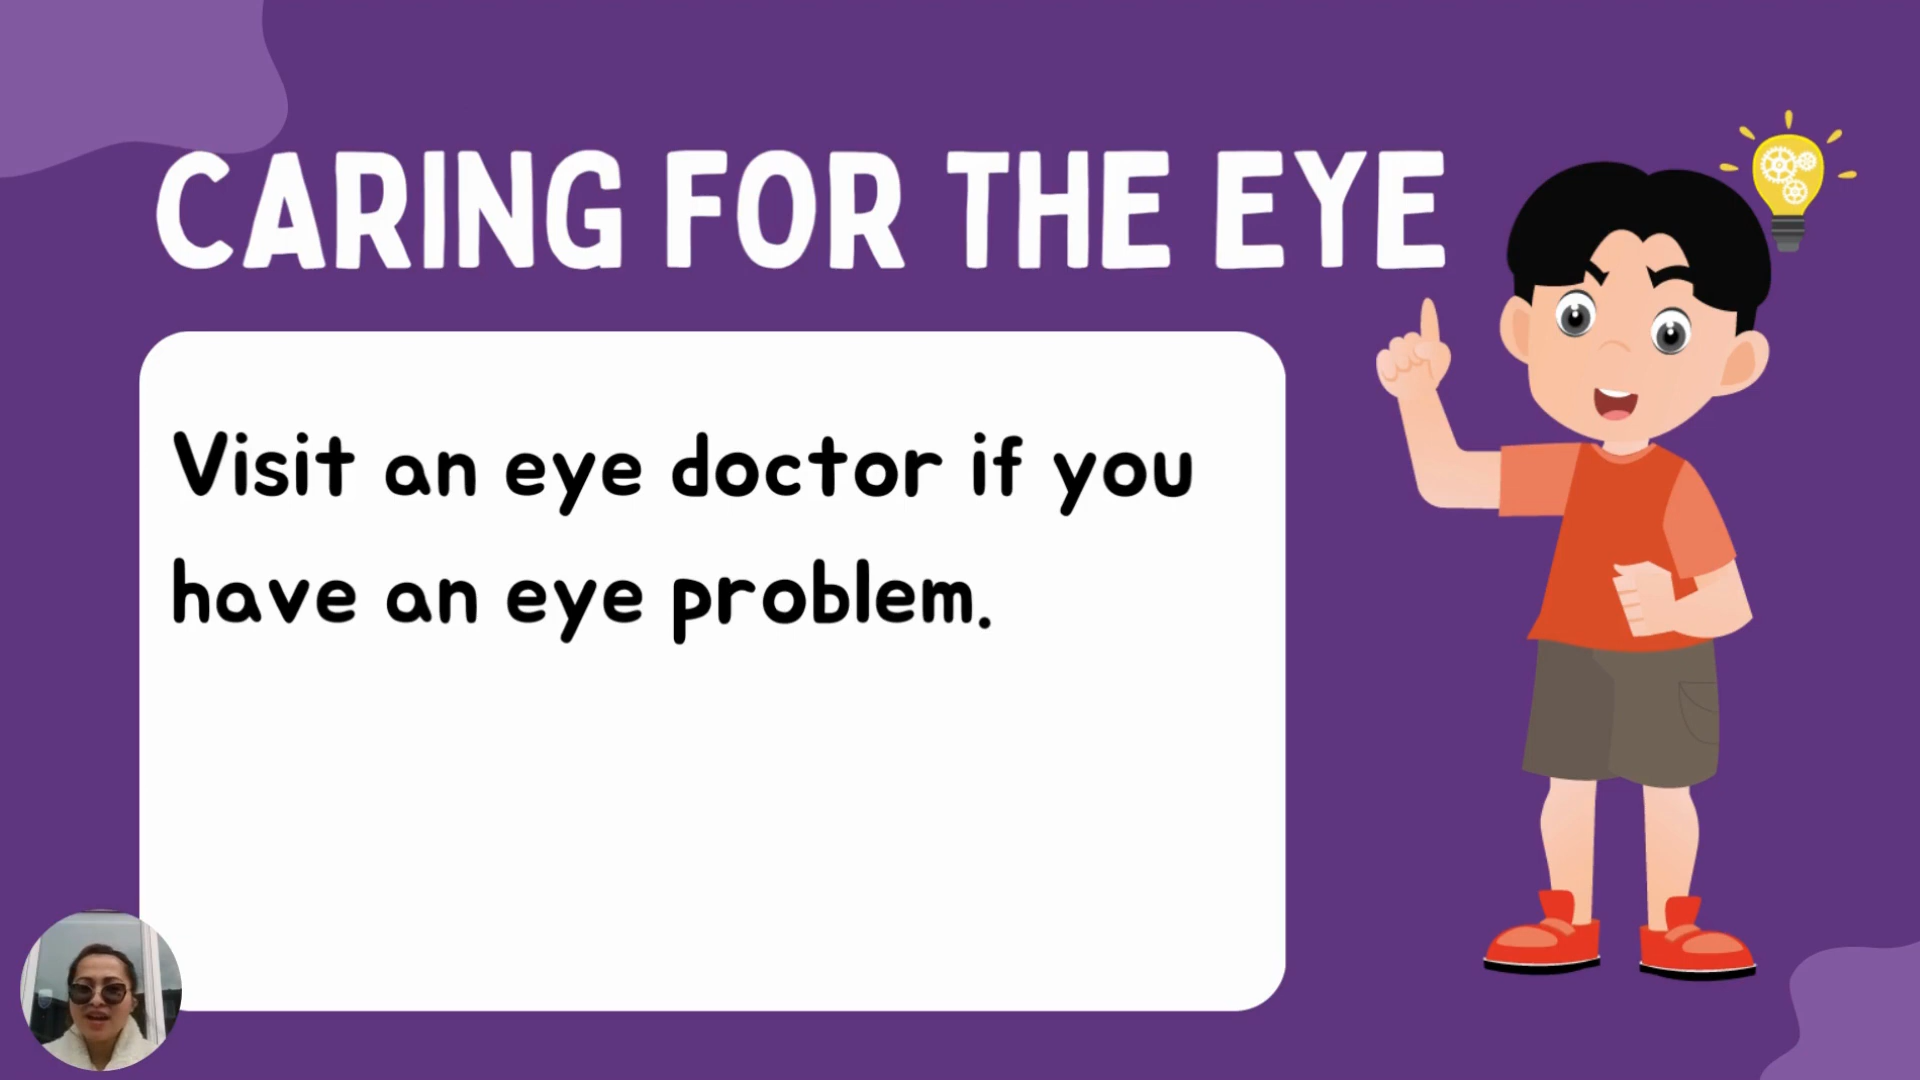 CARING FOR THE EYE
Visit an eye doctor if you
have an eye problem.